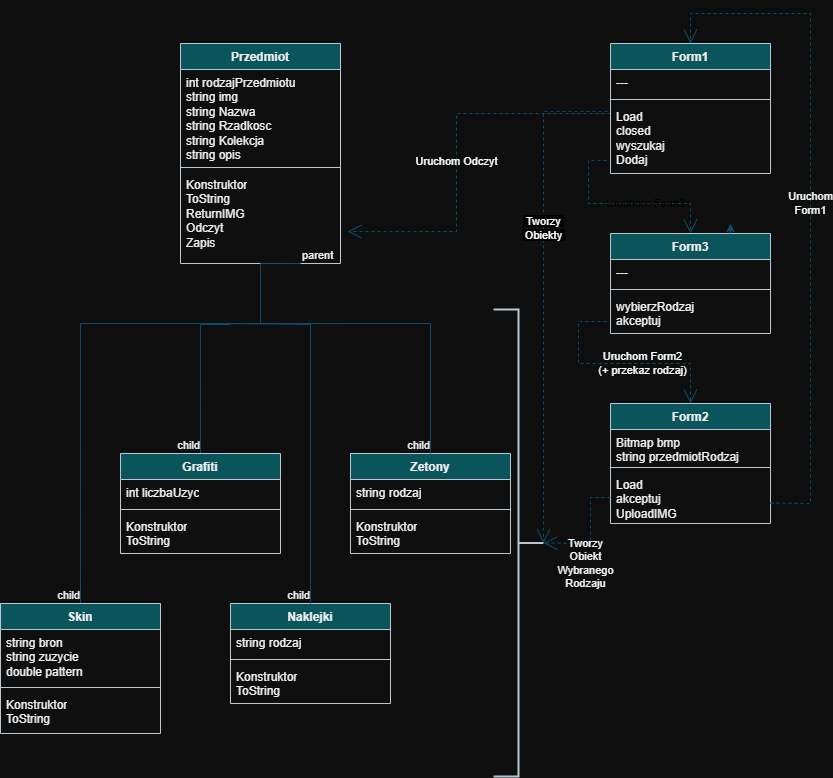 Przedmiot
int rodzajPrzedmiotu
string img
string Nazwa
string Rzadkosc
string Kolekcja
string opis
Konstruktor
ToString
ReturnIMG
Odczyt
Zapis
parent
Form1
---
Load
closed
wyszukaj
Dodaj
Uruchom Odczyt
Tworzy
Obiekty
Uruchom
Form1
Form3
---
wybierzRodzaj
akceptuj
Uruchom Form2
(+ przekaz rodzaj)
Form2
Bitmap bmp
string przedmiotRodzaj
Load
akceptuj
UploadIMG
Tworzy
Obiekt
Wybranego
Rodzaju
child
Grafiti
int liczbaUzyc
Konstruktor
ToString
child
Zetony
string rodzaj
Konstruktor
ToString
child
Skin
string bron
string zuzycie
double pattern
Konstruktor
ToString
child
Naklejki
string rodzaj
Konstruktor
ToString